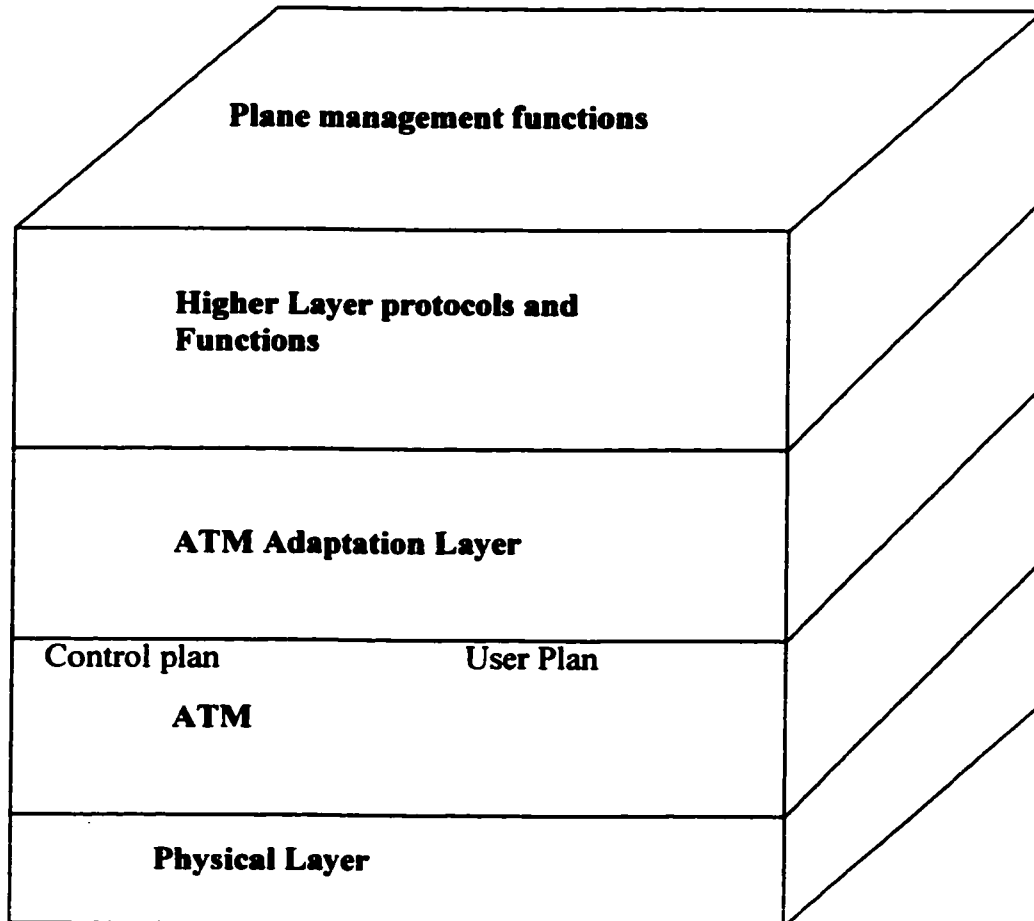 Plane management functions
Higher Layer protocols and
Functions
ATM Adaptation Layer
Control plan User Plan
ATM
Physical Layer